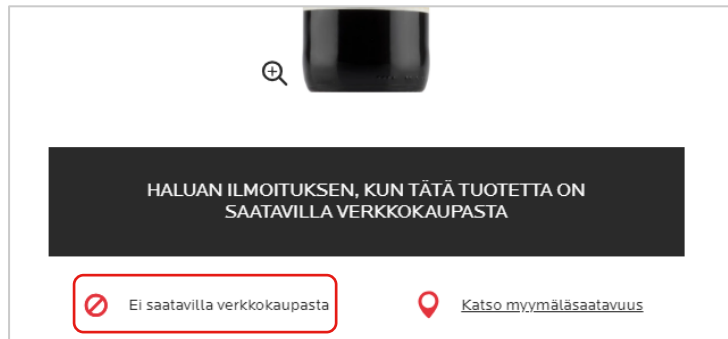 HALUAN ILMOITUKSEN, KUN TÄTÄ TUOTETTA ON
SAATAVILLA VERKKOKAUPASTA
Ei saatavilla verkkokaupasta
Katso myymäläsaatavuus